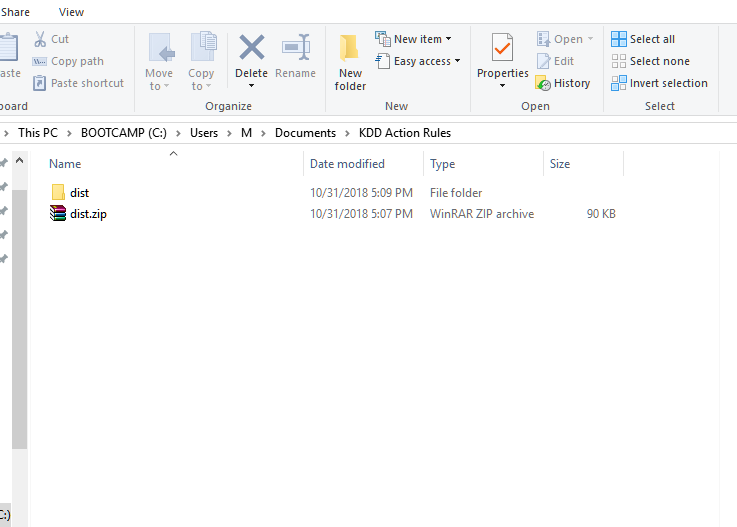 Share View
Cut
Copy path
Paste shortcut
Move to
Copy to
Delete
Rename
New folder
New item
Easy access
Properties
Open
Edit
History
Select all
Select none
Invert selection
Organize New Open Select
This PC > BOOTCAMP (C:) > Users > M > Documents > KDD Action Rules
Name Date modified Type Size
dist 10/31/2018 5:09 PM File folder
dist.zip 10/31/2018 5:07 PM WinRAR ZIP archive 90 KB